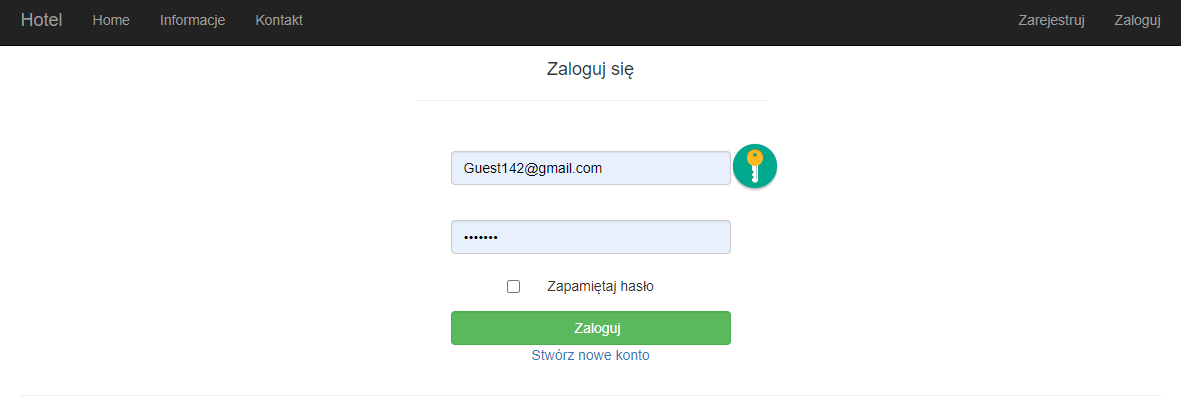 Hotel Home Informacje Kontakt Zarejestruj Zaloguj
Zaloguj się
Guest142@gmail.com
•••••••
Zapamiętaj hasło
Zaloguj
Stwórz nowe konto